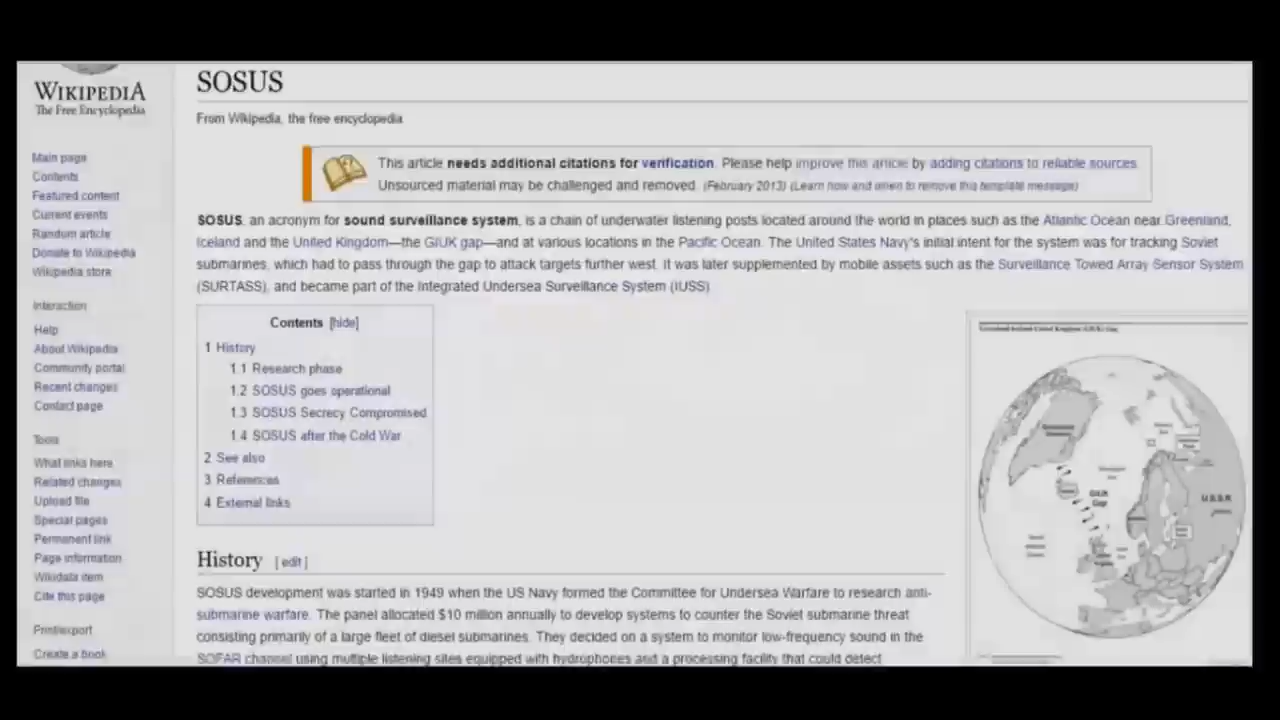 WIKIPEDIA
The Free Encyclopedia
Main page
Contents
Featured content
Current events
Random article
Donate to Wikipedia
Wikipedia store
Interaction
Help
About Wikipedia
Community portal
Recent changes
Contact page
Tools
What links here
Related changes
Upload file
Special pages
Permanent link
Page information
Wikidata item
Cite this page
Print/export
Create a book
SOSUS
From Wikipedia, the free encyclopedia
This article needs additional citations for verification. Please help improve this article by adding citations to reliable sources.
Unsourced material may be challenged and removed. (February 2013) (Learn how and when to remove this template message)
SOSUS, an acronym for sound surveillance system, is a chain of underwater listening posts located around the world in places such as the Atlantic Ocean near Greenland,
Iceland and the United Kingdom—the GIUK gap—and at various locations in the Pacific Ocean. The United States Navy's initial intent for the system was for tracking Soviet
submarines, which had to pass through the gap to attack targets further west. It was later supplemented by mobile assets such as the Surveillance Towed Array Sensor System
(SURTASS), and became part of the Integrated Undersea Surveillance System (IUSS).
Contents [hide]
1 History
1.1 Research phase
1.2 SOSUS goes operational
1.3 SOSUS Secrecy Compromised
1.4 SOSUS after the Cold War
2 See also
3 References
4 External links
GIUK
Gap
U.S.S.R.
History [ edit ]
SOSUS development was started in 1949 when the US Navy formed the Committee for Undersea Warfare to research anti-
submarine warfare. The panel allocated $10 million annually to develop systems to counter the Soviet submarine threat
consisting primarily of a large fleet of diesel submarines. They decided on a system to monitor low-frequency sound in the
SOFAR channel using multiple listening sites equipped with hydrophones and a processing facility that could detect